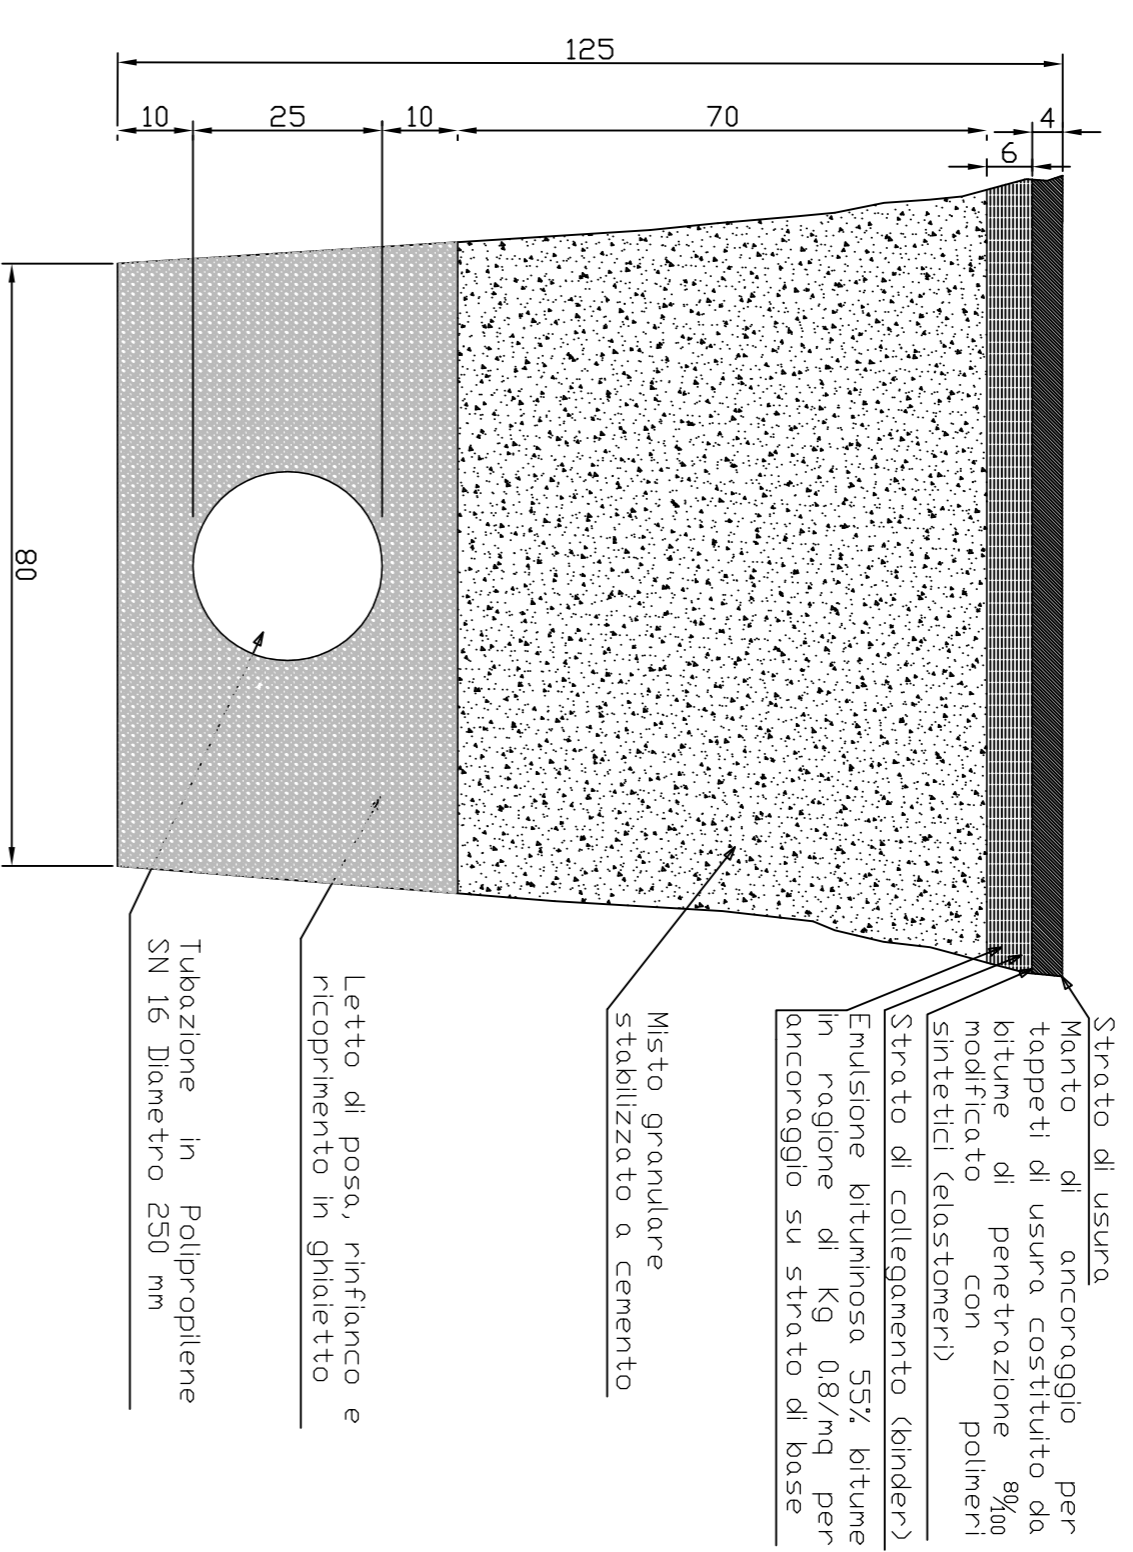 Strato di usura
Manto di ancoraggio per
tappeti di usura costituito da
bitume di penetrazione 80/100
modificato con polimeri
sintetici (elastomeri)
Strato di collegamento (binder)
Emulsione bituminosa 55% bitume
in ragione di Kg 0.8/mq per
ancoraggio su strato di base
Misto granulare
stabilizzato a cemento
Letto di posa, rinfianco e
ricoprimento in ghiaietto
Tubazione in Polipropilene
SN 16 Diametro 250 mm
125
4
6
70
10
25
10
80